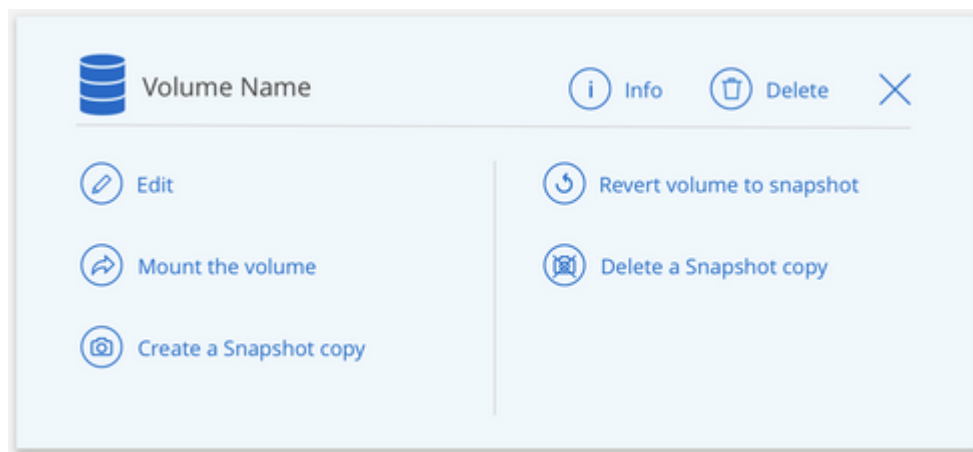 Volume Name
Info
Delete
Edit
Mount the volume
Create a Snapshot copy
Revert volume to snapshot
Delete a Snapshot copy